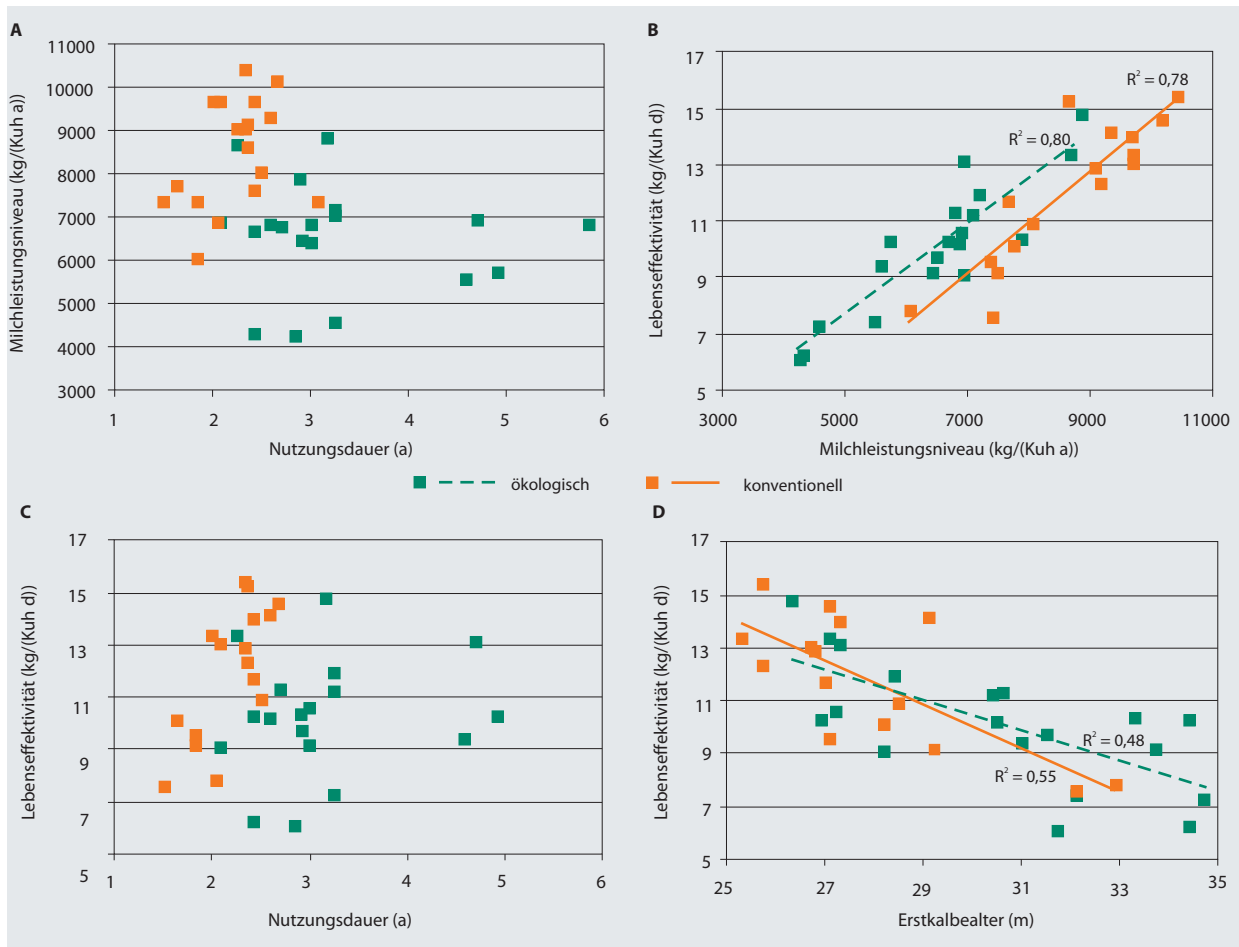 A
Milchleistungsniveau (kg/(Kuh a))
11000
10000
9000
8000
7000
6000
5000
4000
3000
1 2 3 4 5 6
Nutzungsdauer (a)
B
Lebenseffektivität (kg/(Kuh d))
17
15
13
11
9
7
5
R² = 0,78
R² = 0,80
3000 5000 7000 9000 11000
Milchleistungsniveau (kg/(Kuh a))
ökologisch konventionell
C
Lebenseffektivität (kg/(Kuh d))
17
15
13
11
9
7
5
1 2 3 4 5 6
Nutzungsdauer (a)
D
Lebenseffektivität (kg/(Kuh d))
17
15
13
11
9
7
5
R² = 0,48
R² = 0,55
25 27 29 31 33 35
Erstkalbealter (m)